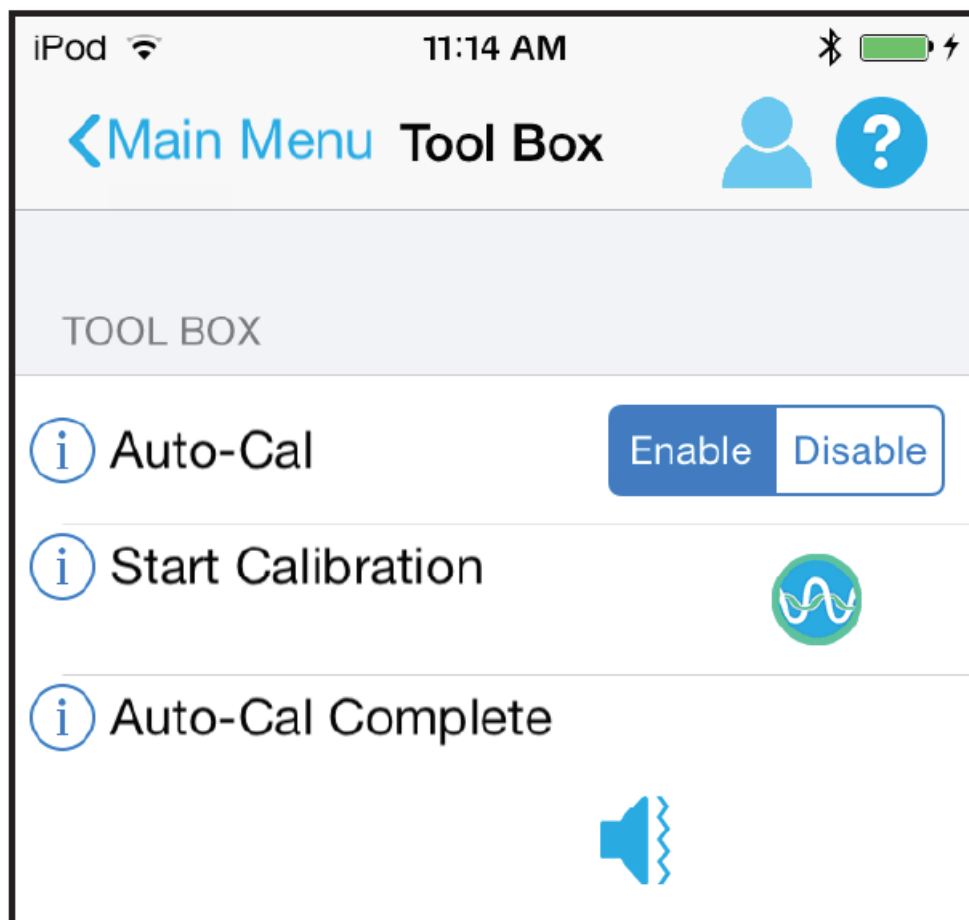 iPod 11:14 AM
Main Menu Tool Box ?
TOOL BOX
i Auto-Cal Enable Disable
i Start Calibration
i Auto-Cal Complete